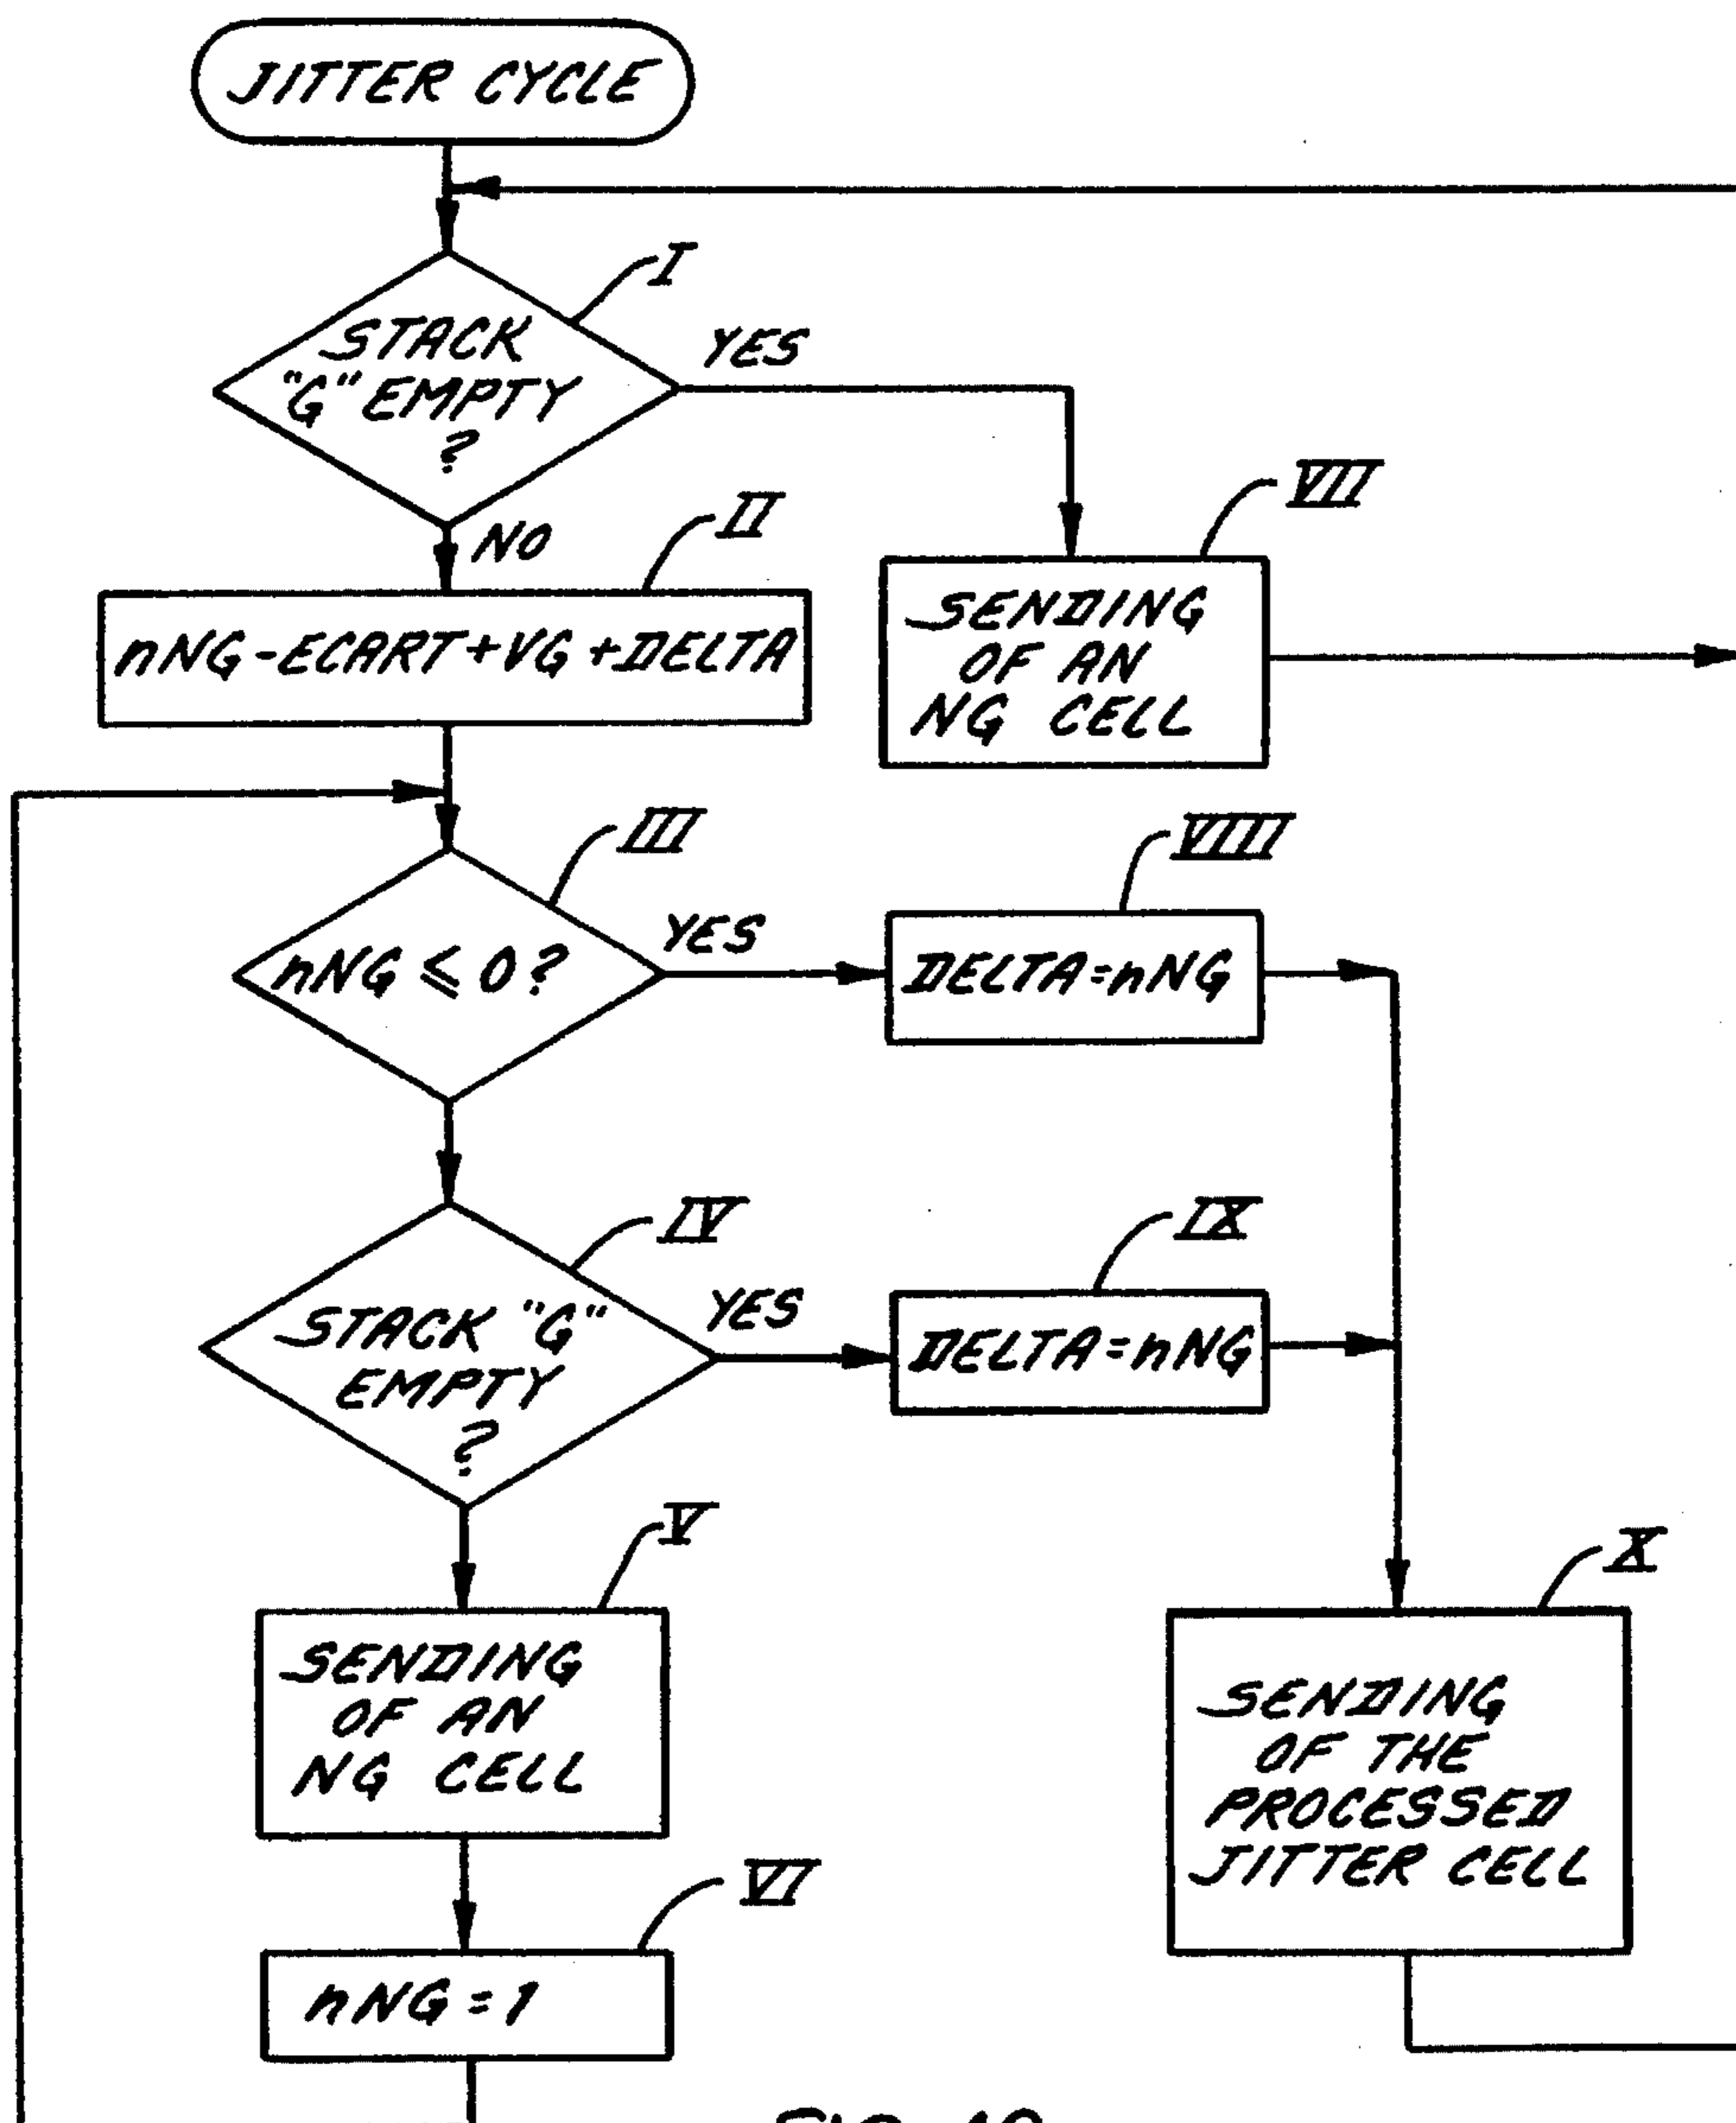 JITTER CYCLE
I
STACK
"G" EMPTY
?
YES
NO
II
nNG-ECART+VG+DELTA
VII
SENDING
OF AN
NG CELL
III
nNG ≤ 0?
YES
VIII
DELTA=nNG
IV
STACK "G"
EMPTY
?
YES
IX
DELTA=nNG
V
SENDING
OF AN
NG CELL
X
SENDING
OF THE
PROCESSED
JITTER CELL
VI
nNG=1